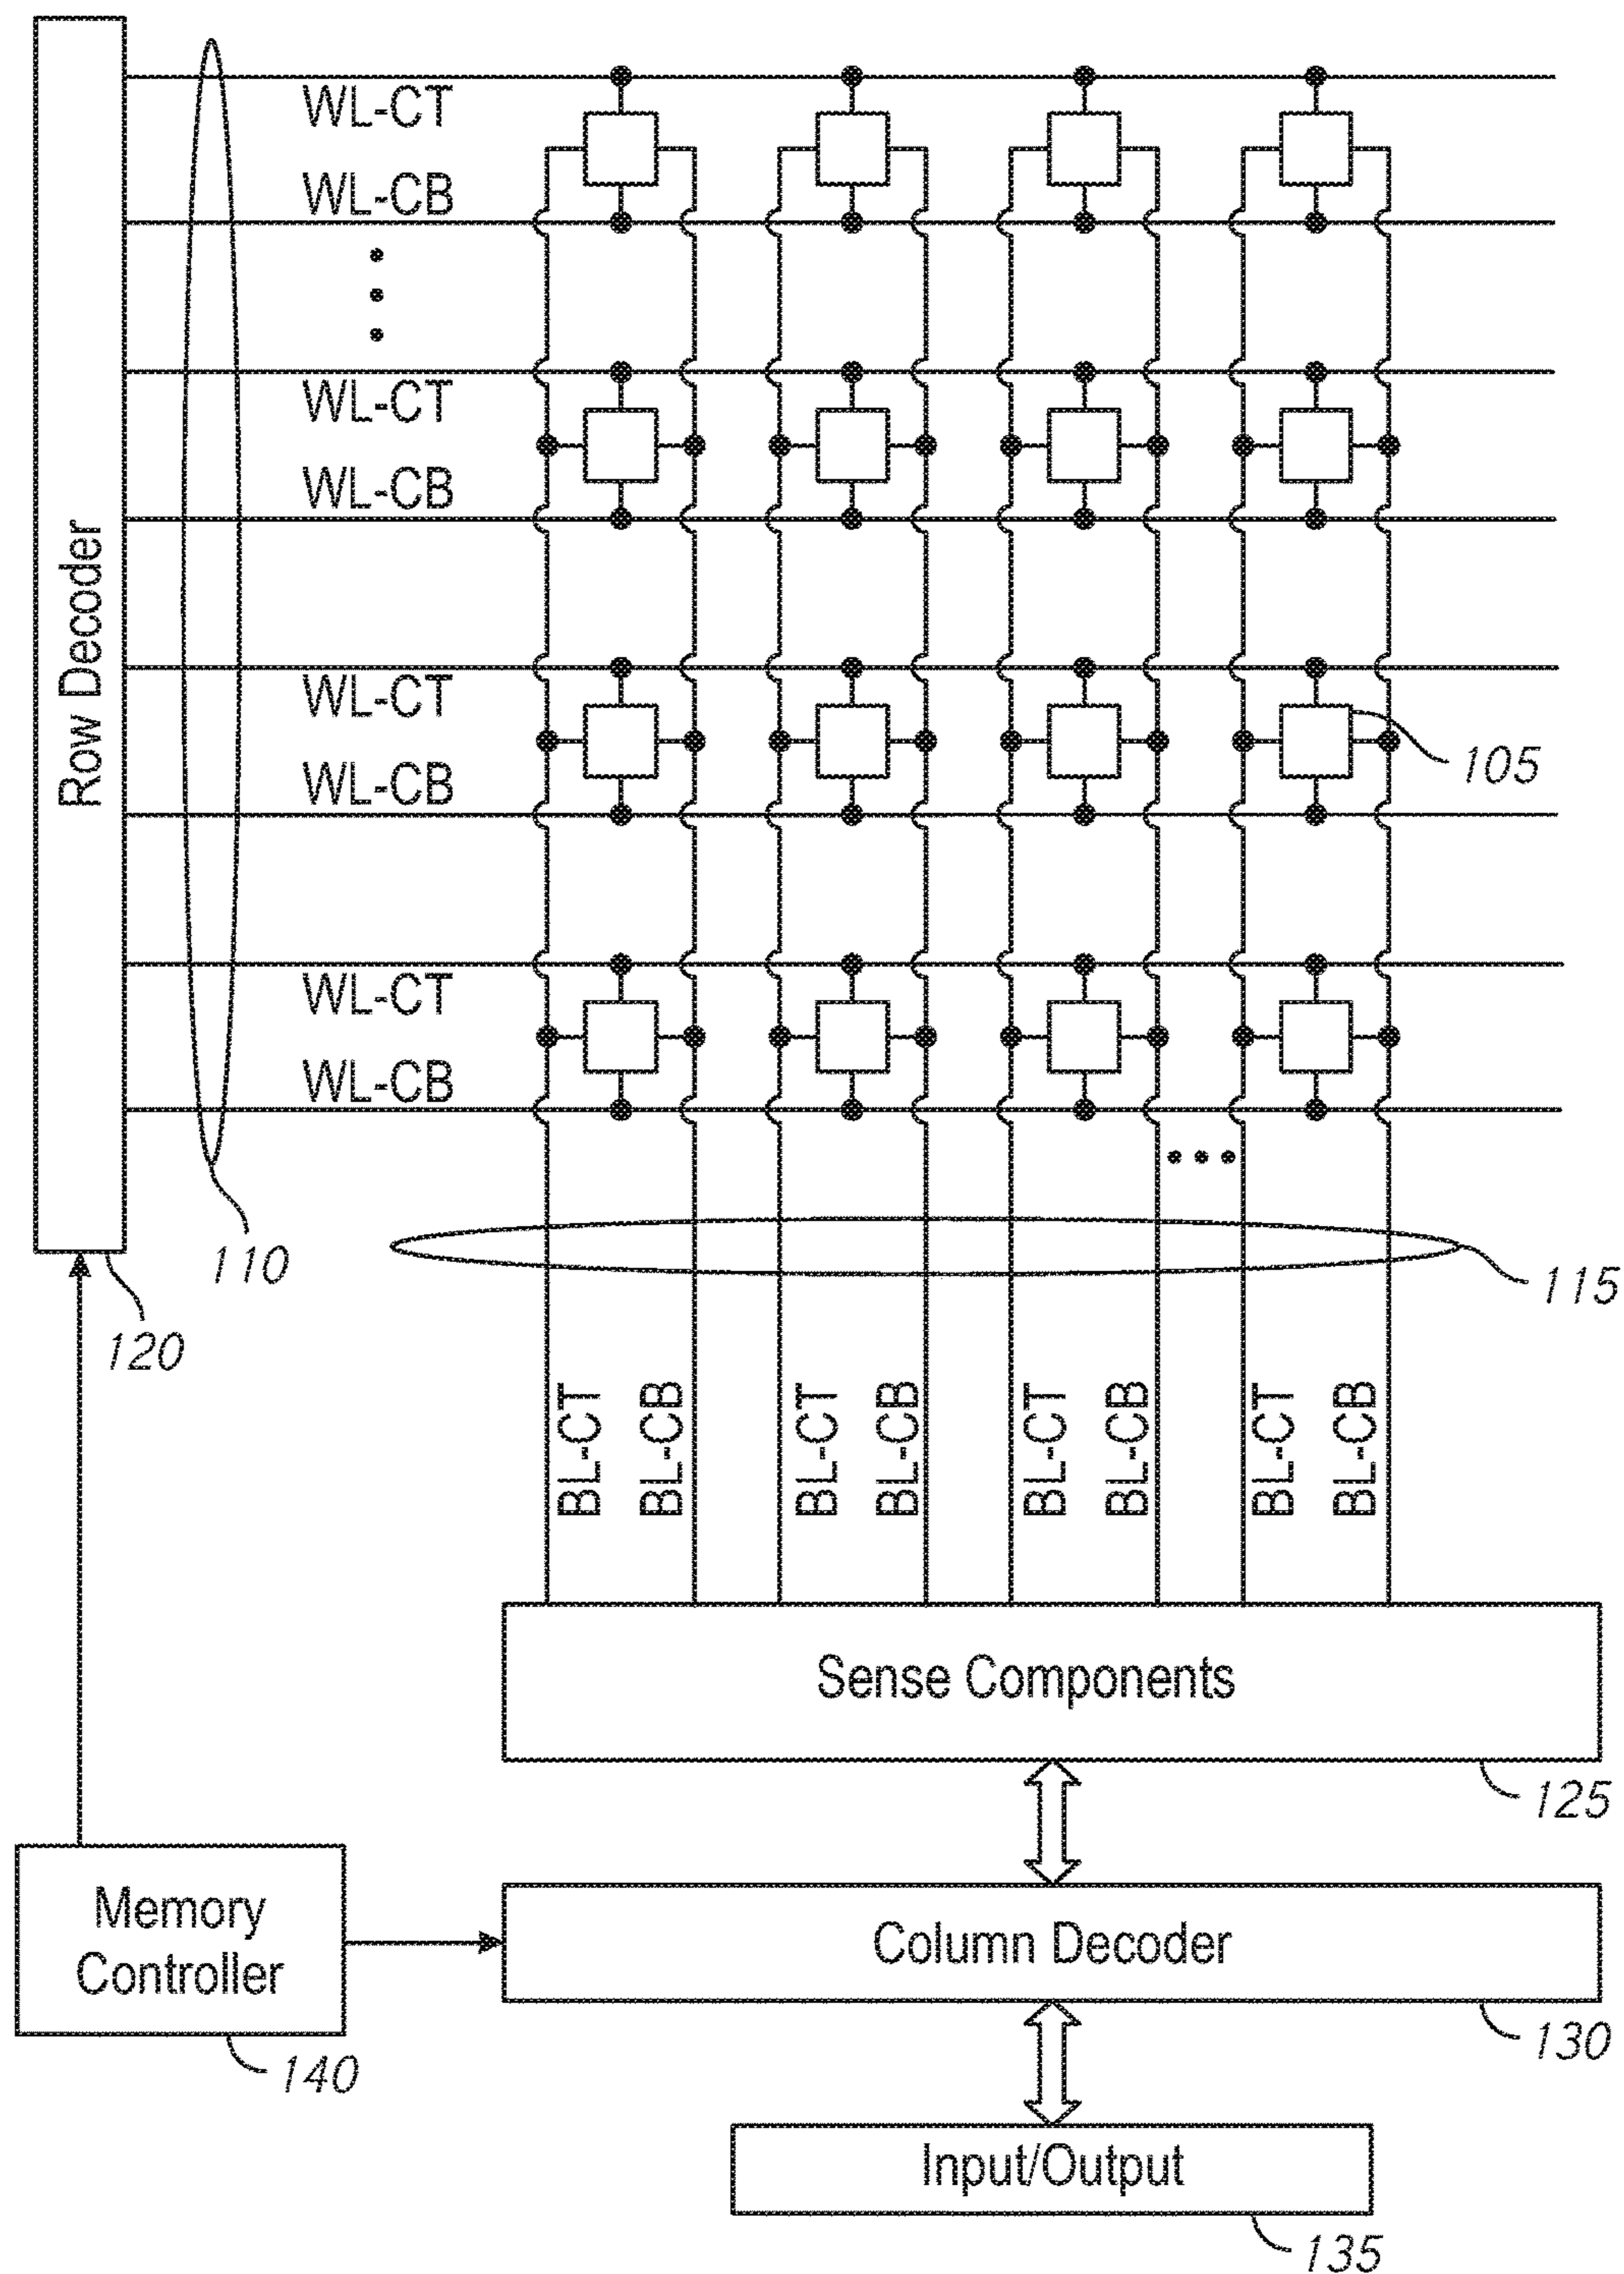 WL-CT
WL-CB
WL-CT
WL-CB
Row Decoder
WL-CT
105
WL-CB
WL-CT
WL-CB
110
115
120
BL-CT
BL-CB
BL-CT
BL-CB
BL-CT
BL-CB
BL-CT
BL-CB
Sense Components
125
Memory
Controller
Column Decoder
130
140
Input/Output
135